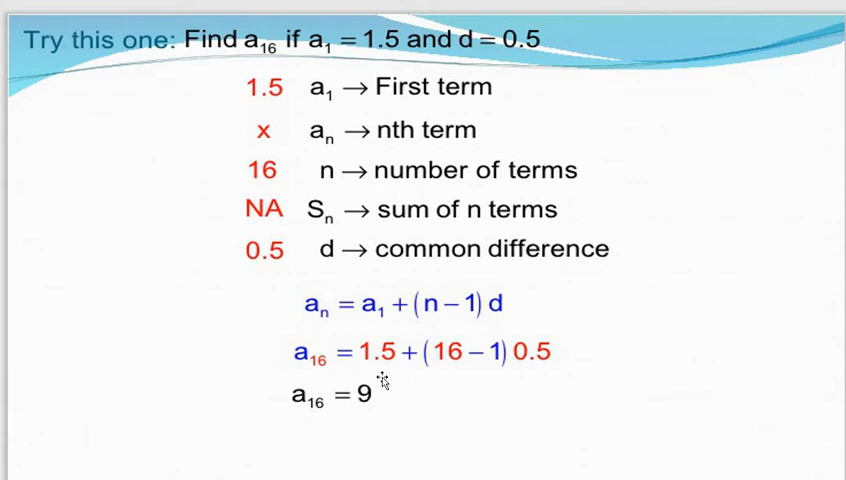 Try this one: Find a₁₆ if a₁ = 1.5 and d = 0.5
1.5 a₁ → First term
x aₙ → nth term
16 n → number of terms
NA Sₙ → sum of n terms
0.5 d → common difference
aₙ = a₁ + (n − 1) d
a₁₆ = 1.5 + (16 − 1) 0.5
a₁₆ = 9